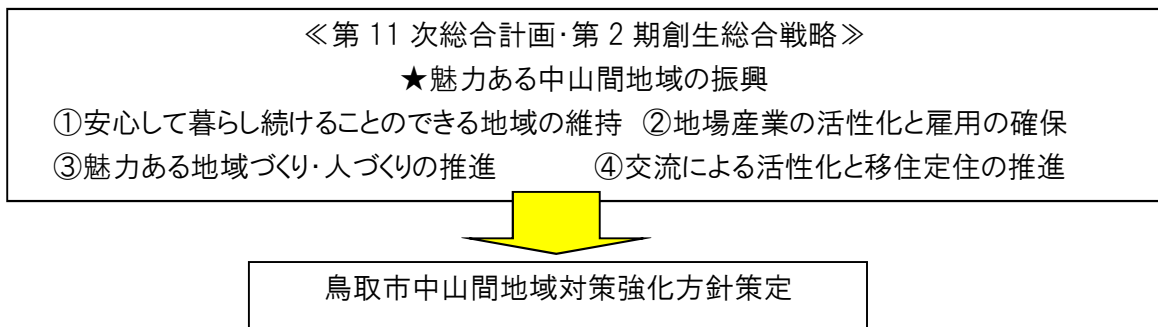 ≪第 11 次総合計画・第 2 期創生総合戦略≫
★魅力ある中山間地域の振興
①安心して暮らし続けることのできる地域の維持 ②地場産業の活性化と雇用の確保
③魅力ある地域づくり・人づくりの推進 ④交流による活性化と移住定住の推進
鳥取市中山間地域対策強化方針策定